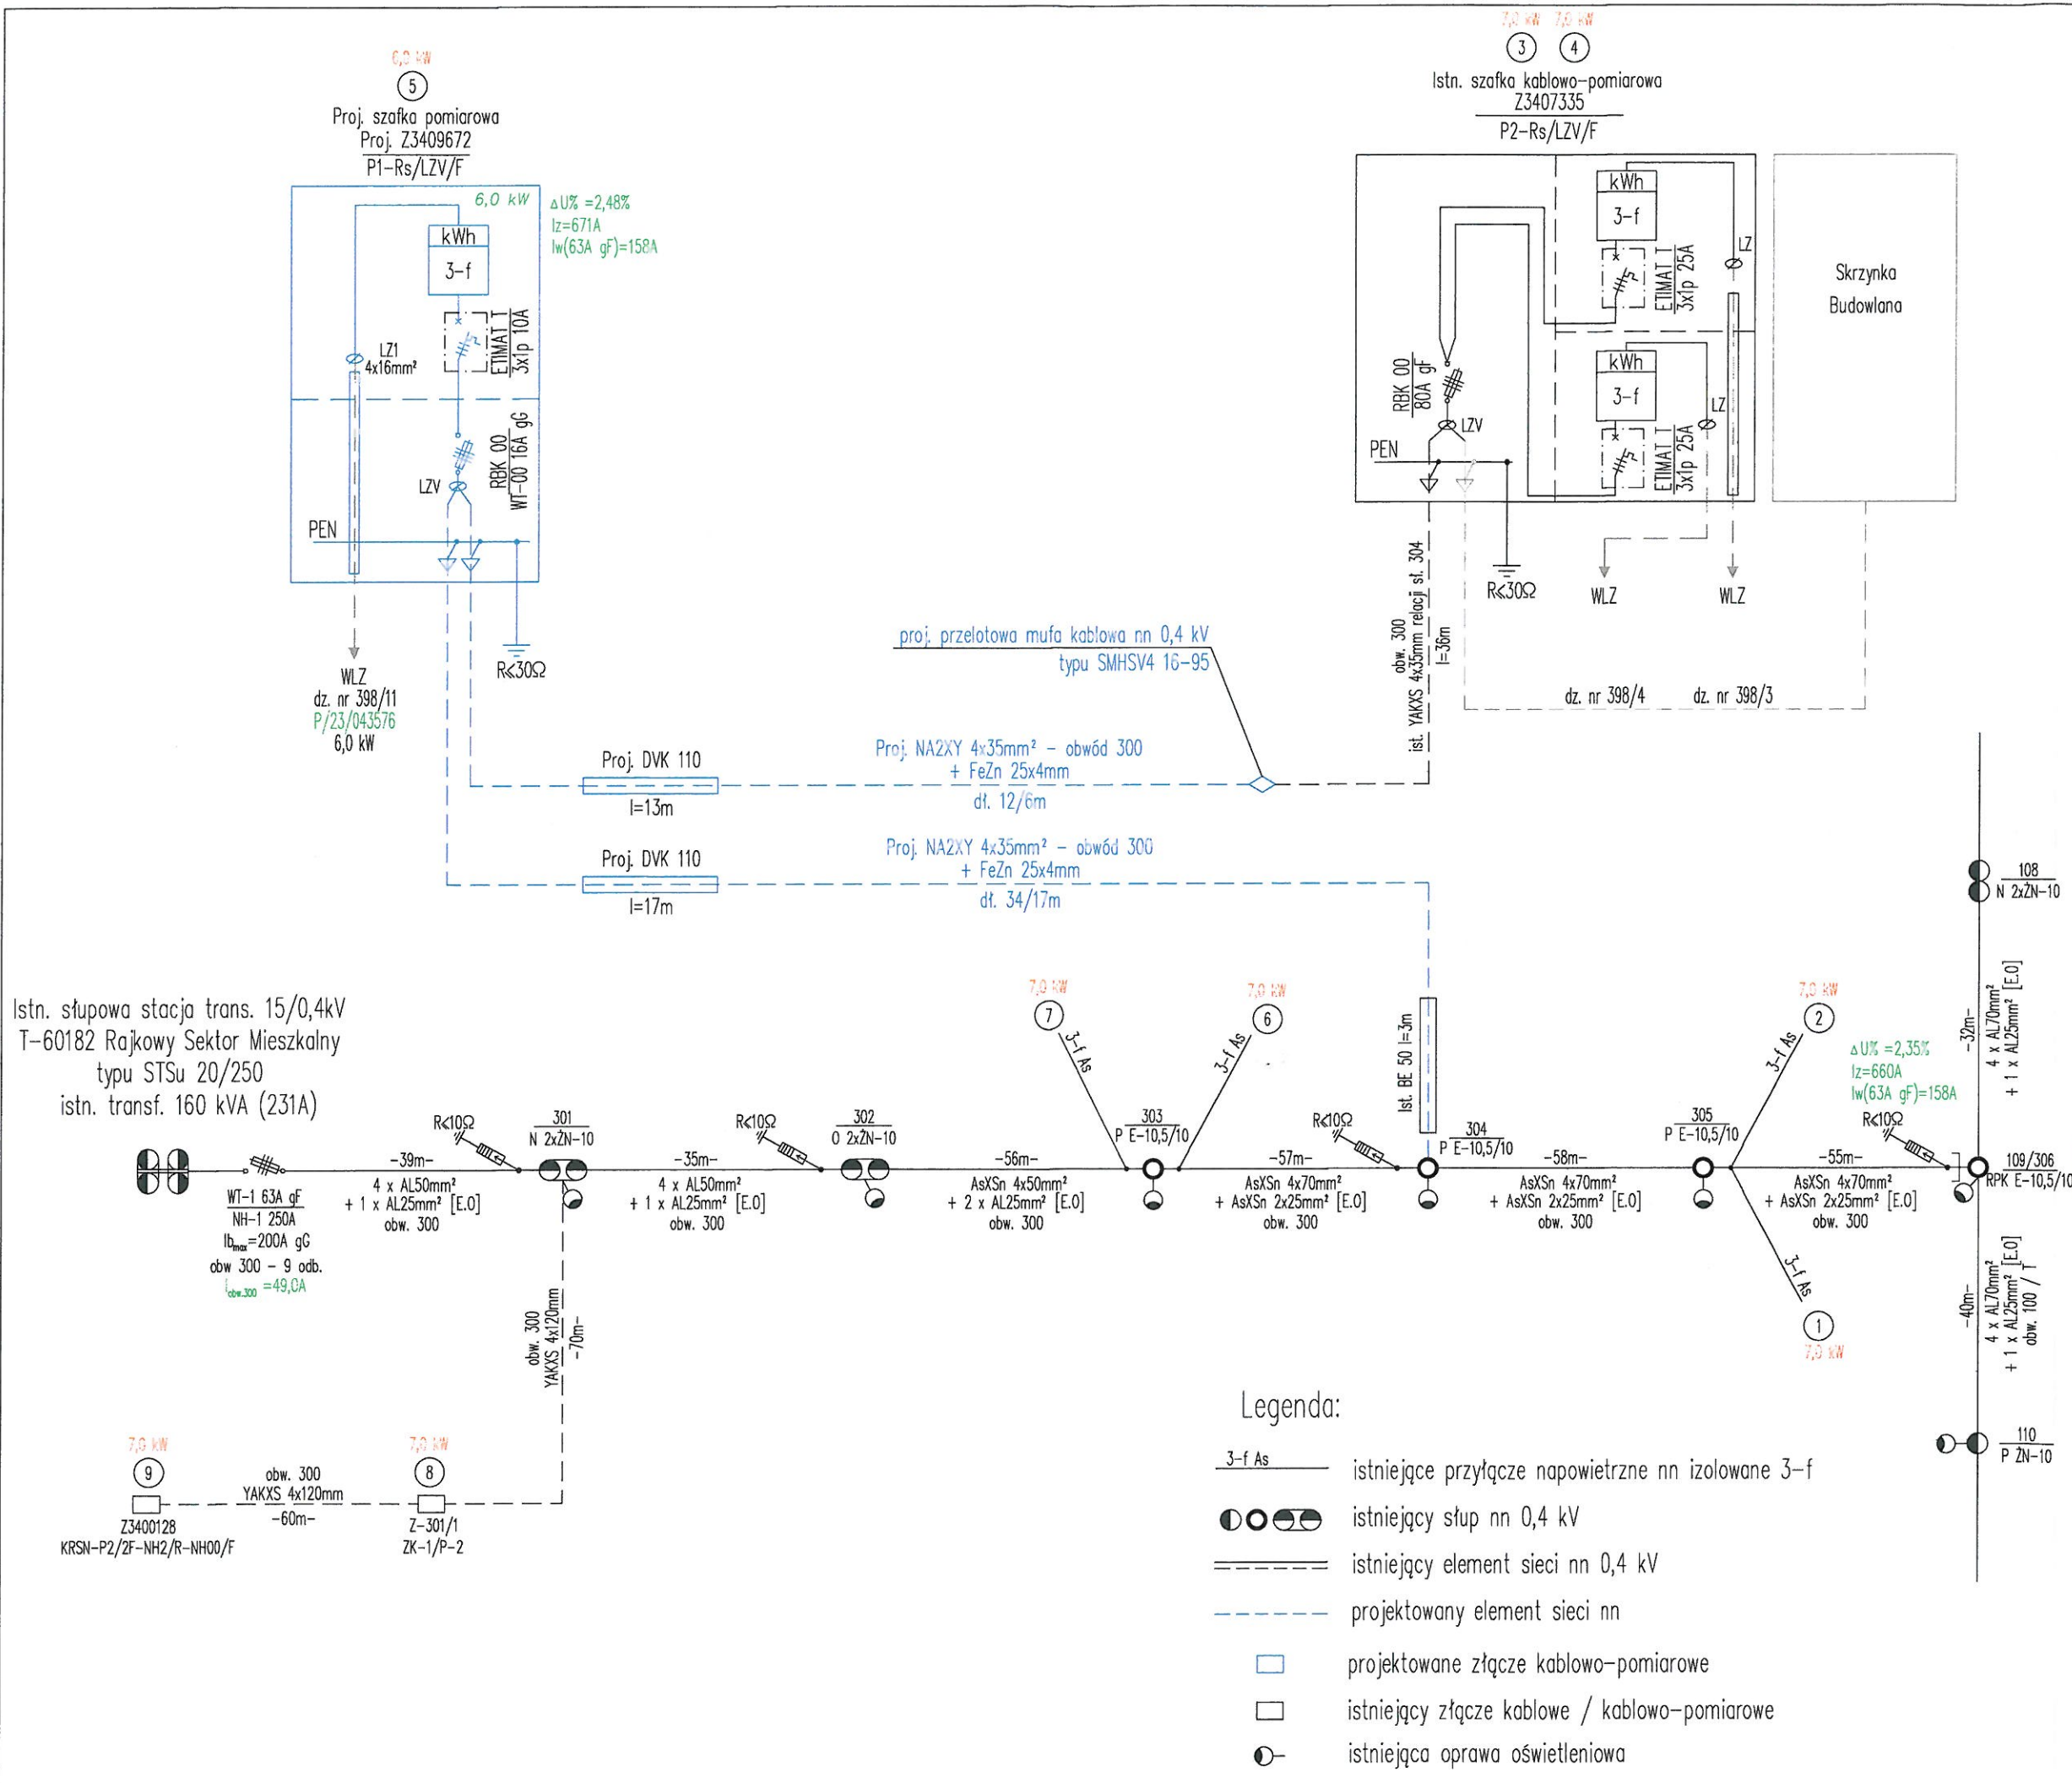 6,0 kW
5
Proj. szafka pomiarowa
Proj. Z3409672
P1-Rs/LZV/F
6,0 kW
ΔU% =2,48%
Iz=671A
Iw(63A gF)=158A
kWh
3-f
ETIMAT T
3x1p 10A
LZ1
4x16mm²
RBK 00
WT-00 16A gG
LZV
PEN
R≤30Ω
WLZ
dz. nr 398/11
P/23/043576
6,0 kW
7,0 kW 7,0 kW
3 4
Istn. szafka kablowo-pomiarowa
Z3407335
P2-Rs/LZV/F
kWh
3-f
ETIMAT T
3x1p 25A
LZ
kWh
3-f
ETIMAT T
3x1p 25A
LZ
RBK 00
80A gF
LZV
PEN
Skrzynka
Budowlana
R≤30Ω
WLZ
WLZ
obw. 300
ist. YAKXS 4x35mm relacji st. 304
l=36m
dz. nr 398/4
dz. nr 398/3
proj. przelotowa mufa kablowa nn 0,4 kV
typu SMHSV4 16-95
Proj. DVK 110
l=13m
Proj. NA2XY 4x35mm² - obwód 300
+ FeZn 25x4mm
dł. 12/6m
Proj. DVK 110
l=17m
Proj. NA2XY 4x35mm² - obwód 300
+ FeZn 25x4mm
dł. 34/17m
108
N 2xŻN-10
-32m-
4 x AL70mm²
+ 1 x AL25mm² [E.O]
Istn. słupowa stacja trans. 15/0,4kV
T-60182 Rajkowy Sektor Mieszkalny
typu STSu 20/250
istn. transf. 160 kVA (231A)
WT-1 63A gF
NH-1 250A
Ibmax=200A gG
obw 300 - 9 odb.
Iobw.300 =49,0A
-39m-
4 x AL50mm²
+ 1 x AL25mm² [E.O]
obw. 300
R≤10Ω
301
N 2xŻN-10
-35m-
4 x AL50mm²
+ 1 x AL25mm² [E.O]
obw. 300
R≤10Ω
302
O 2xŻN-10
-56m-
AsXSn 4x50mm²
+ 2 x AL25mm² [E.O]
obw. 300
7,0 kW
7
3-f As
7,0 kW
6
3-f As
303
P E-10,5/10
-57m-
AsXSn 4x70mm²
+ AsXSn 2x25mm² [E.O]
obw. 300
R≤10Ω
Ist. BE 50 l=3m
304
P E-10,5/10
-58m-
AsXSn 4x70mm²
+ AsXSn 2x25mm² [E.O]
obw. 300
305
P E-10,5/10
7,0 kW
2
3-f As
ΔU% =2,35%
Iz=660A
Iw(63A gF)=158A
R≤10Ω
-55m-
AsXSn 4x70mm²
+ AsXSn 2x25mm² [E.O]
obw. 300
109/306
RPK E-10,5/10
3-f As
1
7,0 kW
-40m-
4 x AL70mm²
+ 1 x AL25mm² [E.O]
obw. 100 / T
110
P ŻN-10
obw. 300
YAKXS 4x120mm
-70m-
7,0 kW
9
Z3400128
KRSN-P2/2F-NH2/R-NH00/F
obw. 300
YAKXS 4x120mm
-60m-
7,0 kW
8
Z-301/1
ZK-1/P-2
Legenda:
3-f As
istniejące przyłącze napowietrzne nn izolowane 3-f
istniejący słup nn 0,4 kV
istniejący element sieci nn 0,4 kV
projektowany element sieci nn
projektowane złącze kablowo-pomiarowe
istniejący złącze kablowe / kablowo-pomiarowe
istniejąca oprawa oświetleniowa